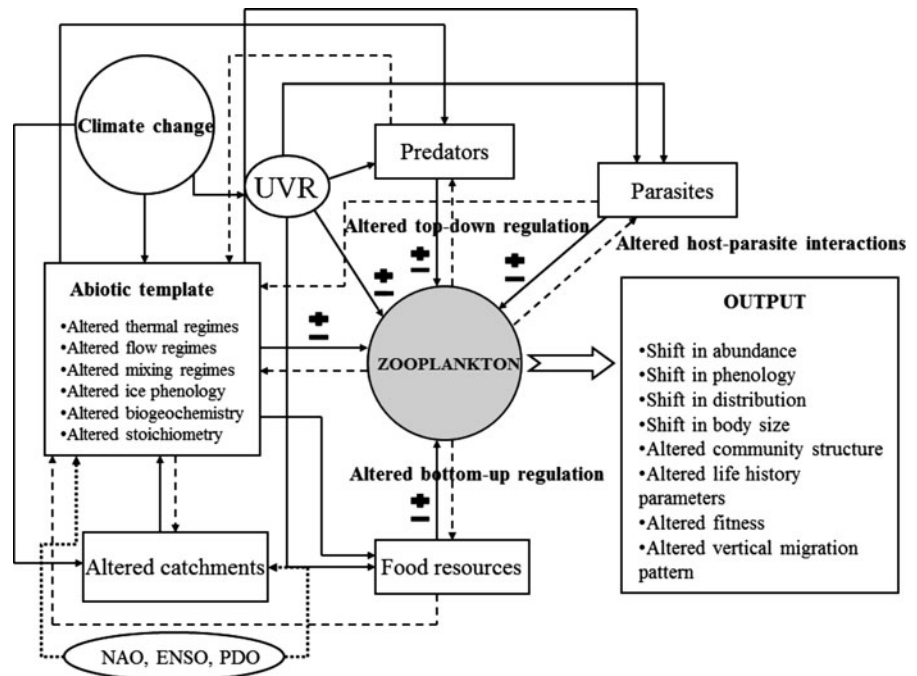 Climate change
UVR
Predators
Parasites
Altered top-down regulation
Altered host-parasite interactions
+
−
+
−
+
−
+
−
Abiotic template
•Altered thermal regimes
•Altered flow regimes
•Altered mixing regimes
•Altered ice phenology
•Altered biogeochemistry
•Altered stoichiometry
ZOOPLANKTON
OUTPUT
•Shift in abundance
•Shift in phenology
•Shift in distribution
•Shift in body size
•Altered community structure
•Altered life history
parameters
•Altered fitness
•Altered vertical migration
pattern
Altered bottom-up regulation
+
−
Altered catchments
Food resources
NAO, ENSO, PDO